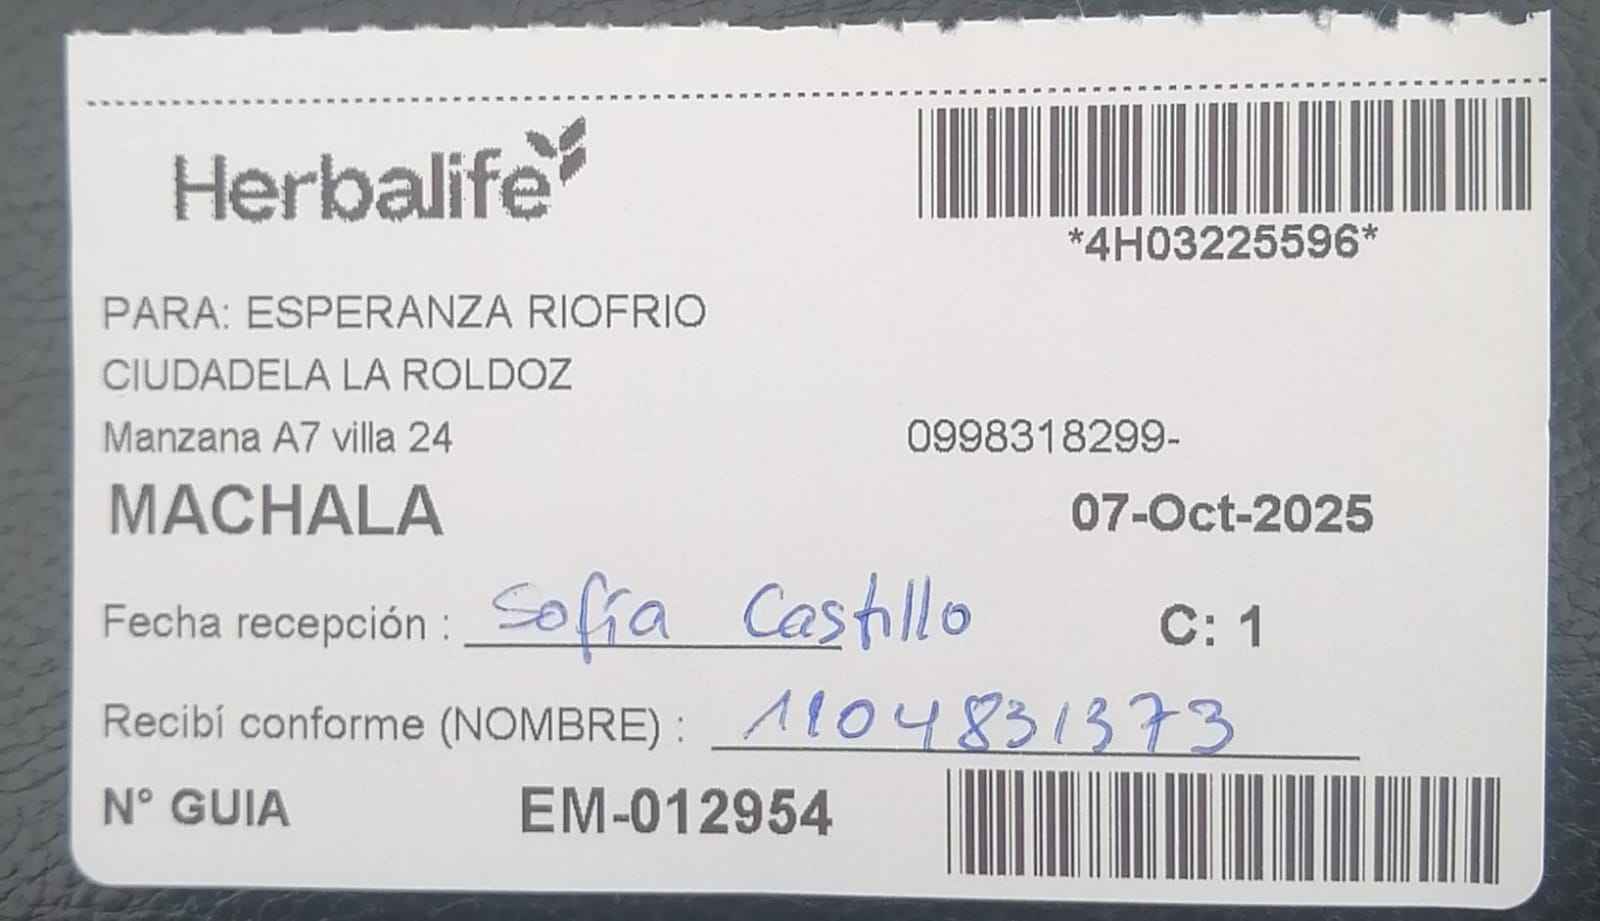 Herbalife
*4H03225596*
PARA: ESPERANZA RIOFRIO
CIUDADELA LA ROLDOZ
Manzana A7 villa 24 0998318299-
MACHALA 07-Oct-2025
Fecha recepción : Sofía Castillo C: 1
Recibí conforme (NOMBRE) : 1104831373
N° GUIA EM-012954